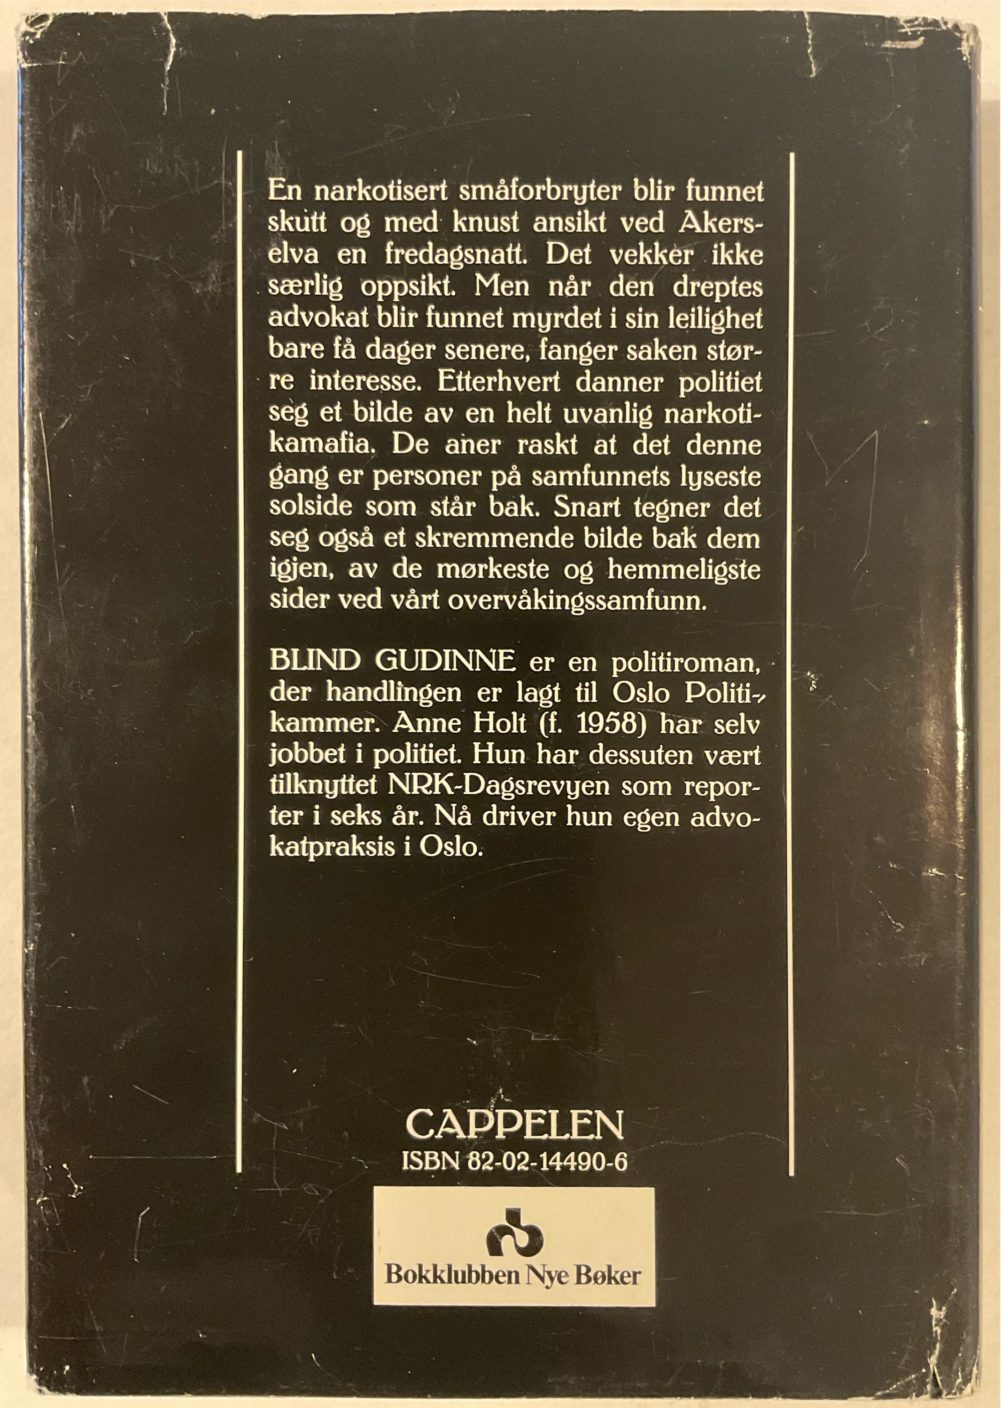 En narkotisert småforbryter blir funnet
skutt og med knust ansikt ved Akers-
elva en fredagsnatt. Det vekker ikke
særlig oppsikt. Men når den dreptes
advokat blir funnet myrdet i sin leilighet
bare få dager senere, fanger saken stør-
re interesse. Etterhvert danner politiet
seg et bilde av en helt uvanlig narkoti-
kamafia. De aner raskt at det denne
gang er personer på samfunnets lyseste
solside som står bak. Snart tegner det
seg også et skremmende bilde bak dem
igjen, av de mørkeste og hemmeligste
sider ved vårt overvåkingssamfunn.
BLIND GUDINNE er en politiroman,
der handlingen er lagt til Oslo Politi-
kammer. Anne Holt (f. 1958) har selv
jobbet i politiet. Hun har dessuten vært
tilknyttet NRK-Dagsrevyen som repor-
ter i seks år. Nå driver hun egen advo-
katpraksis i Oslo.
CAPPELEN
ISBN 82-02-14490-6
Bokklubben Nye Bøker